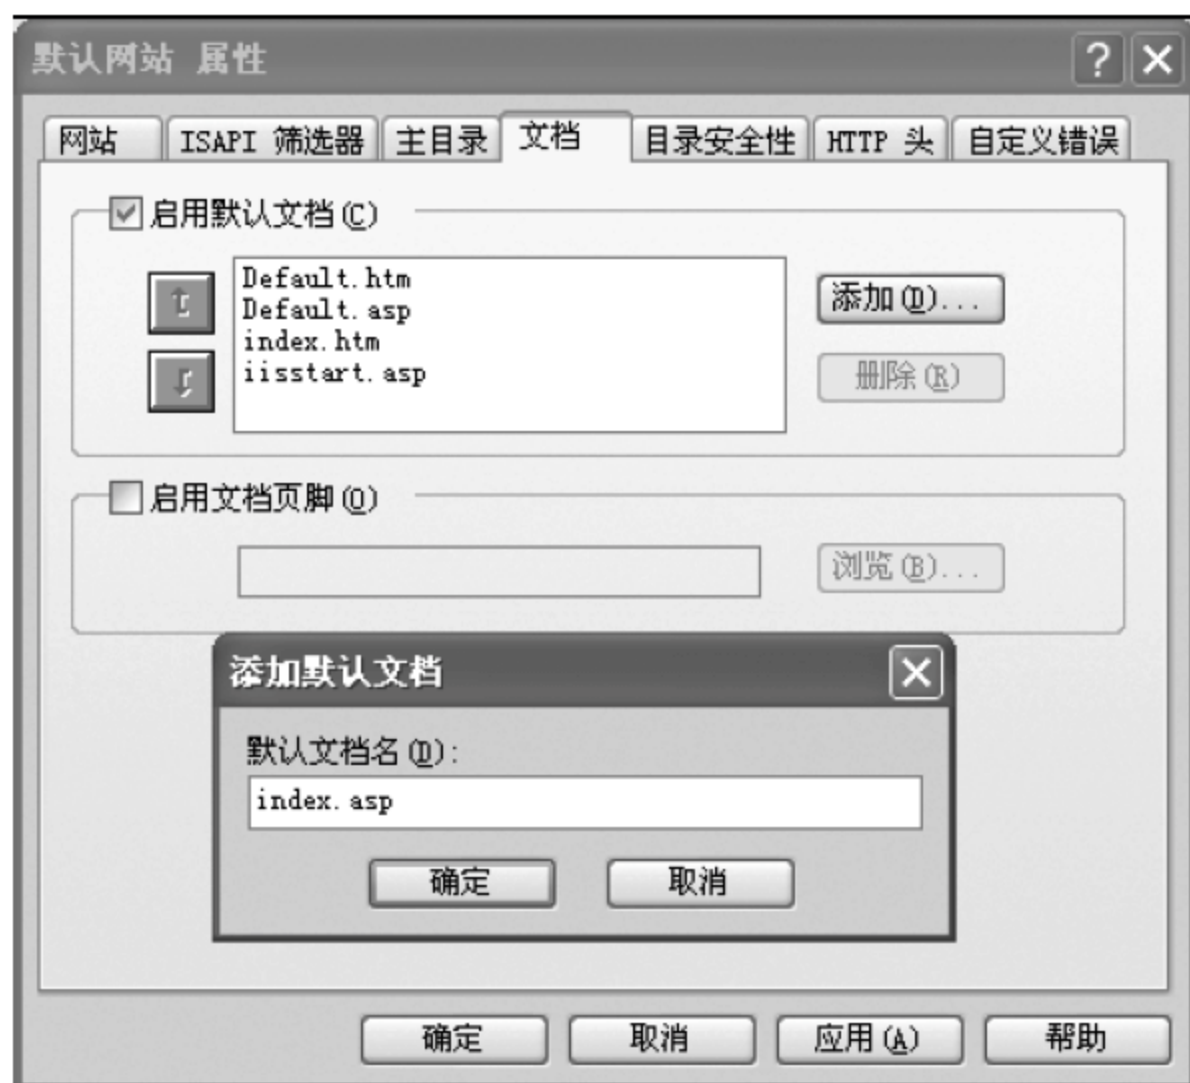 默认网站 属性
网站 ISAPI 筛选器 主目录 文档 目录安全性 HTTP 头 自定义错误
启用默认文档(C)
Default.htm
Default.asp
index.htm
iisstart.asp
添加(D)...
删除(R)
启用文档页脚(O)
浏览(B)...
添加默认文档
默认文档名(D):
index.asp
确定 取消
确定 取消 应用(A) 帮助